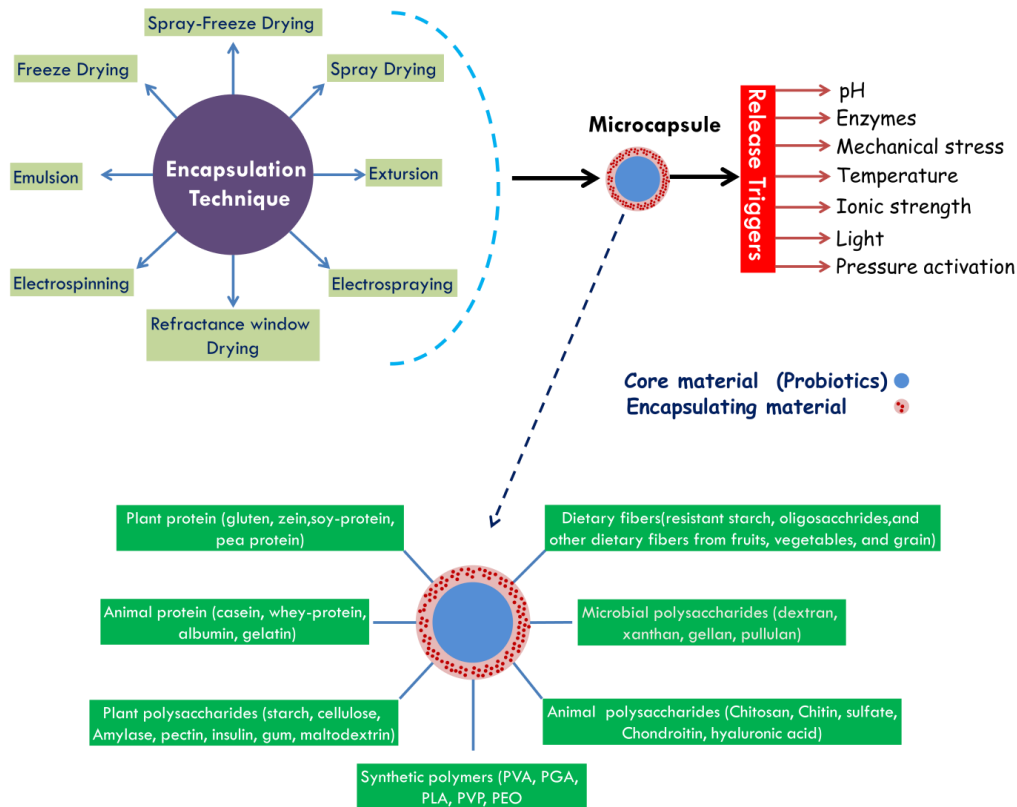 Spray-Freeze Drying
Freeze Drying
Spray Drying
Encapsulation
Technique
Emulsion
Extursion
Electrospinning
Electrospraying
Refractance window
Drying
Microcapsule
Release Triggers
pH
Enzymes
Mechanical stress
Temperature
Ionic strength
Light
Pressure activation
Core material (Probiotics)
Encapsulating material
Plant protein (gluten, zein,soy-protein,
pea protein)
Dietary fibers(resistant starch, oligosacchrides,and
other dietary fibers from fruits, vegetables, and grain)
Animal protein (casein, whey-protein,
albumin, gelatin)
Microbial polysaccharides (dextran,
xanthan, gellan, pullulan)
Plant polysaccharides (starch, cellulose,
Amylase, pectin, insulin, gum, maltodextrin)
Animal polysaccharides (Chitosan, Chitin, sulfate,
Chondroitin, hyaluronic acid)
Synthetic polymers (PVA, PGA,
PLA, PVP, PEO